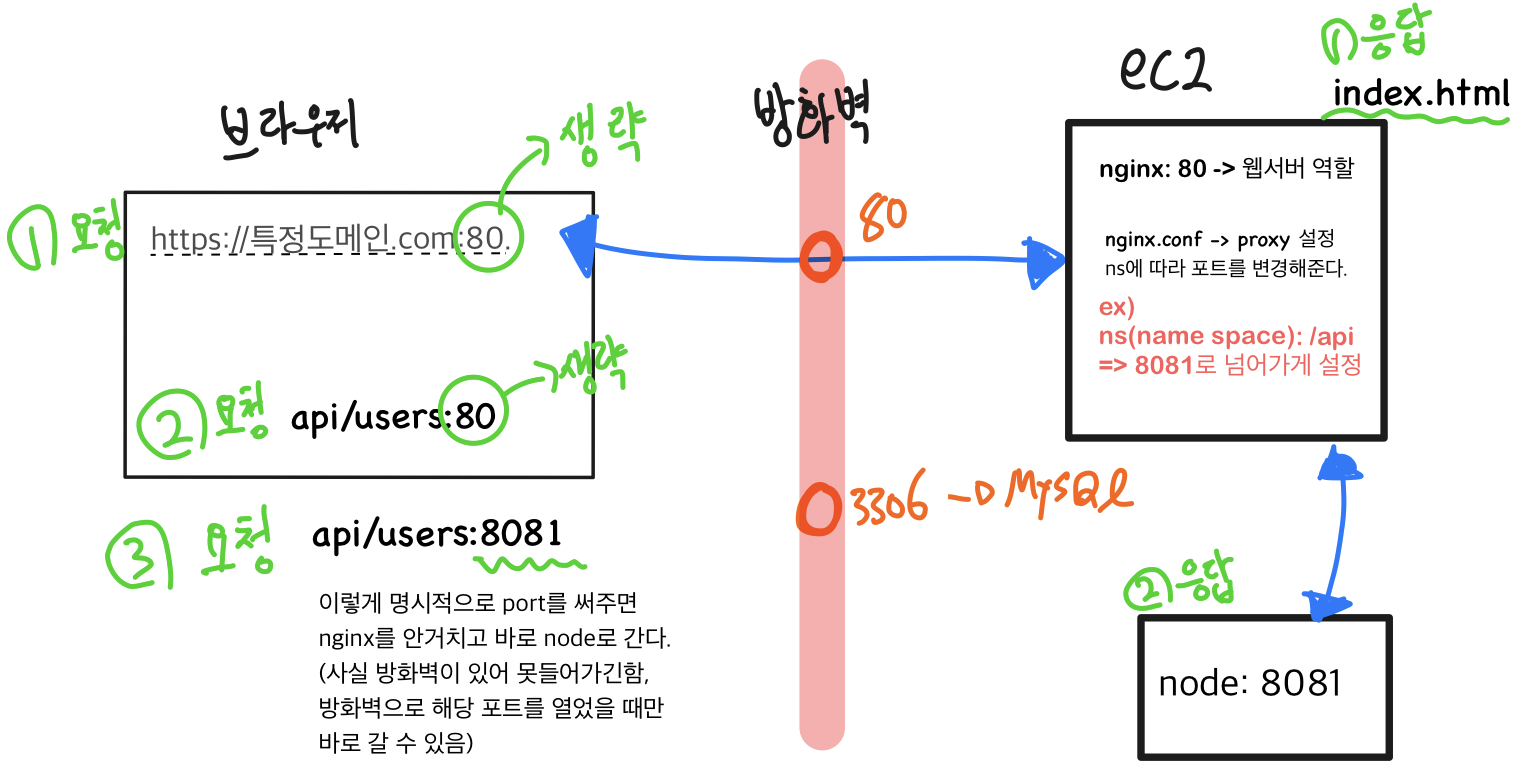 브라우저
① 요청
https://특정도메인.com:80.
생략
② 요청
api/users:80
생략
③ 요청
api/users:8081
이렇게 명시적으로 port를 써주면
nginx를 안거치고 바로 node로 간다.
(사실 방화벽이 있어 못들어가긴함,
방화벽으로 해당 포트를 열었을 때만
바로 갈 수 있음)
방화벽
80
3306 → MySQl
ec2
① 응답
index.html
nginx: 80 -> 웹서버 역할
nginx.conf -> proxy 설정
ns에 따라 포트를 변경해준다.
ex)
ns(name space): /api
=> 8081로 넘어가게 설정
② 응답
node: 8081